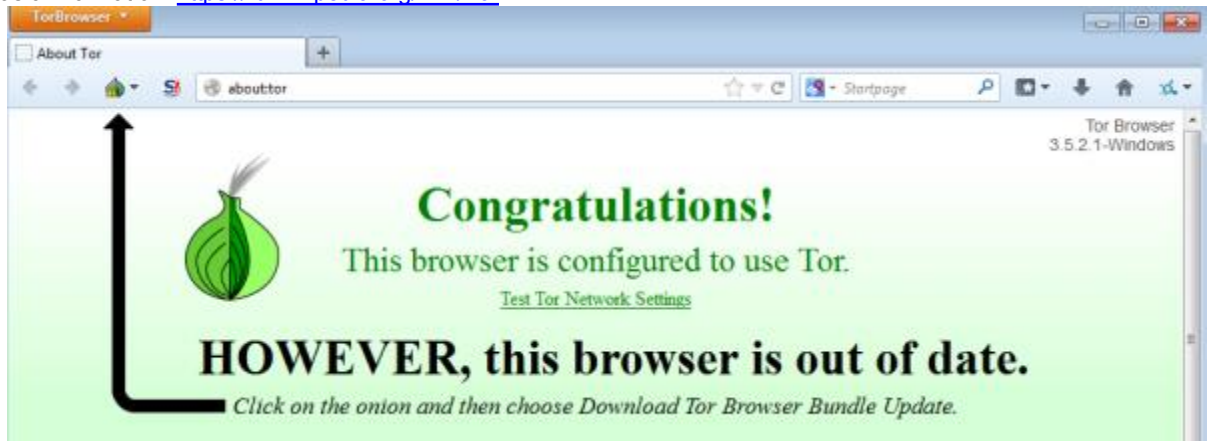 TorBrowser
About Tor
about:tor
Startpage
Tor Browser
3.5.2.1-Windows
Congratulations!
This browser is configured to use Tor.
Test Tor Network Settings
HOWEVER, this browser is out of date.
Click on the onion and then choose Download Tor Browser Bundle Update.